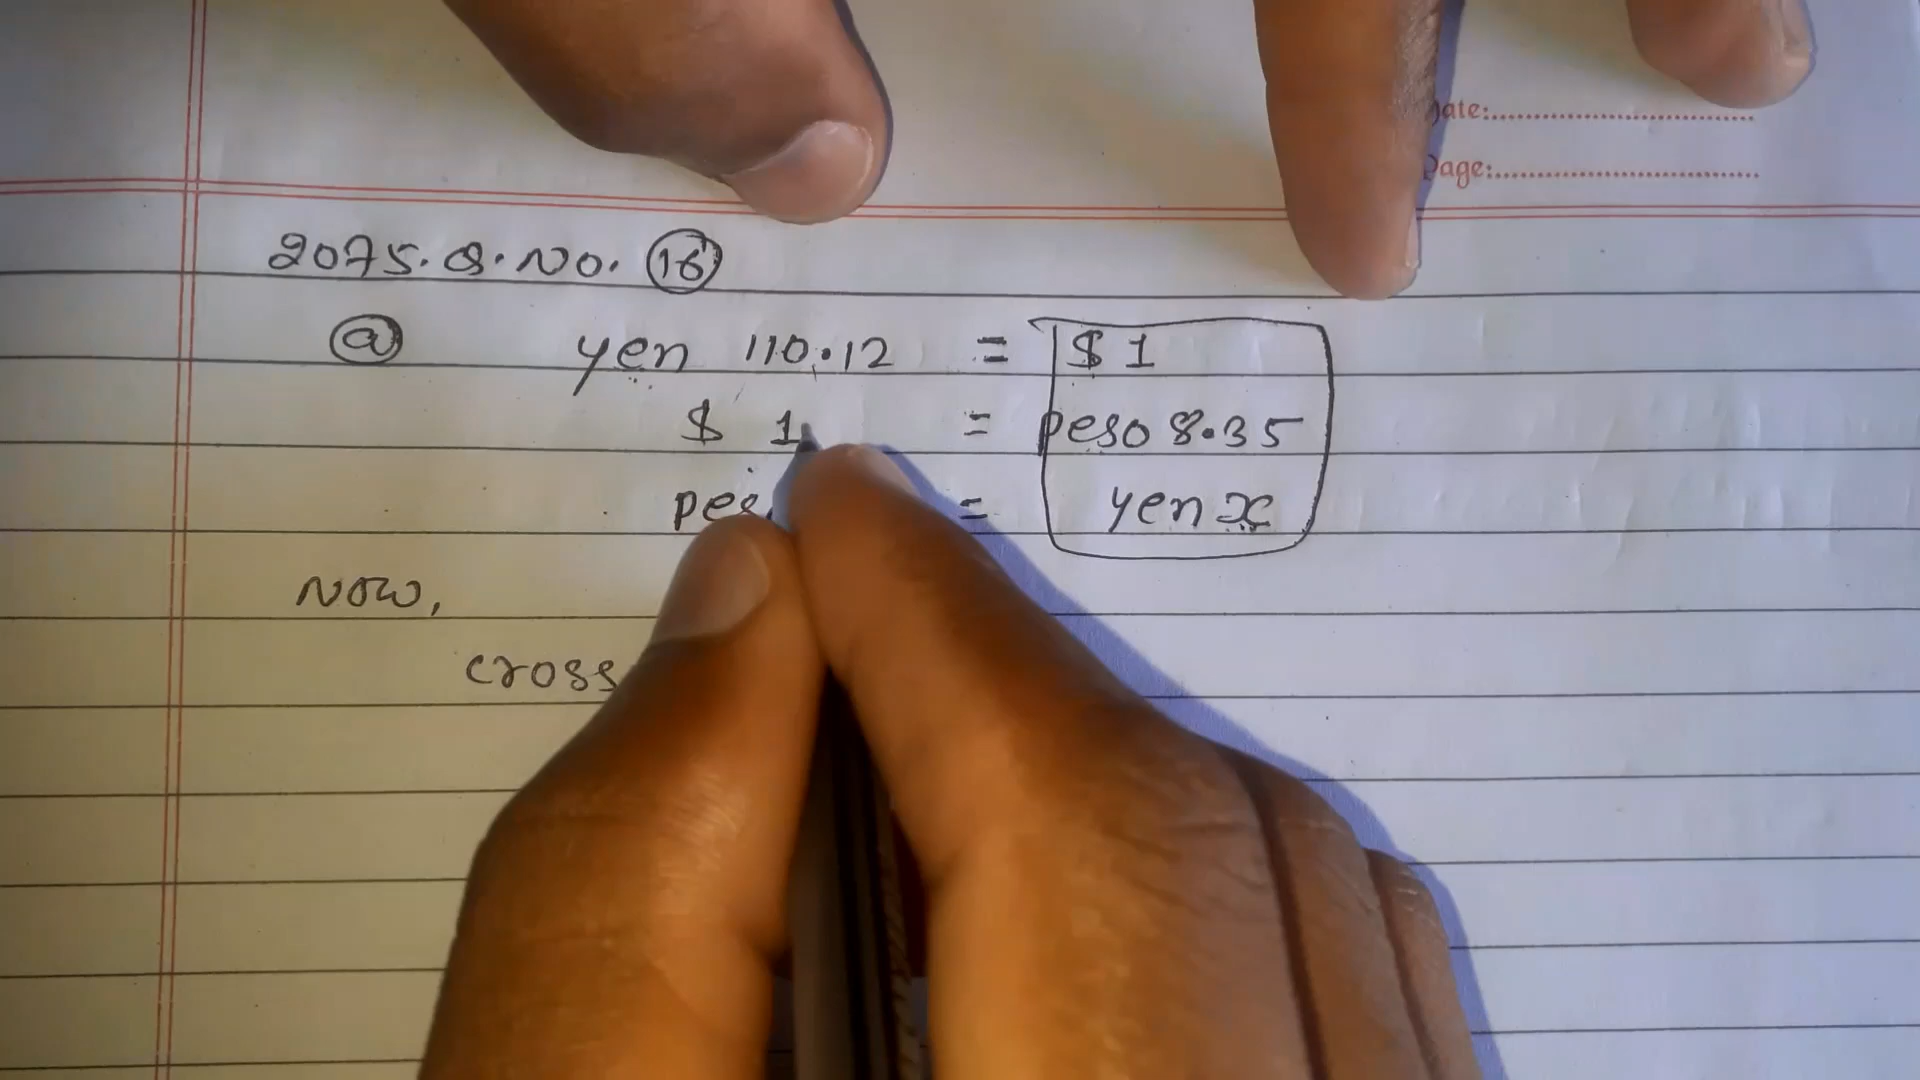 Date:
Page:
2075. Q. No. 16
a yen 110.12 = $ 1
$ 1 = peso 8.35
= yen x
Now,
cross